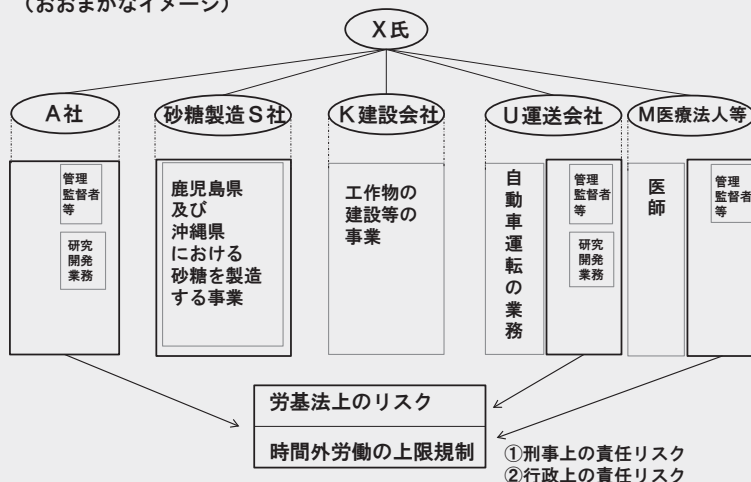 （おおまかなイメージ）
X氏
A社
砂糖製造S社
K建設会社
U運送会社
M医療法人等
管理
監督者
等
研究
開発
業務
鹿児島県
及び
沖縄県
における
砂糖を製造
する事業
工作物の
建設等の
事業
自動車運転の業務
管理
監督者
等
研究
開発
業務
医師
管理
監督者
等
労基法上のリスク
時間外労働の上限規制
①刑事上の責任リスク
②行政上の責任リスク